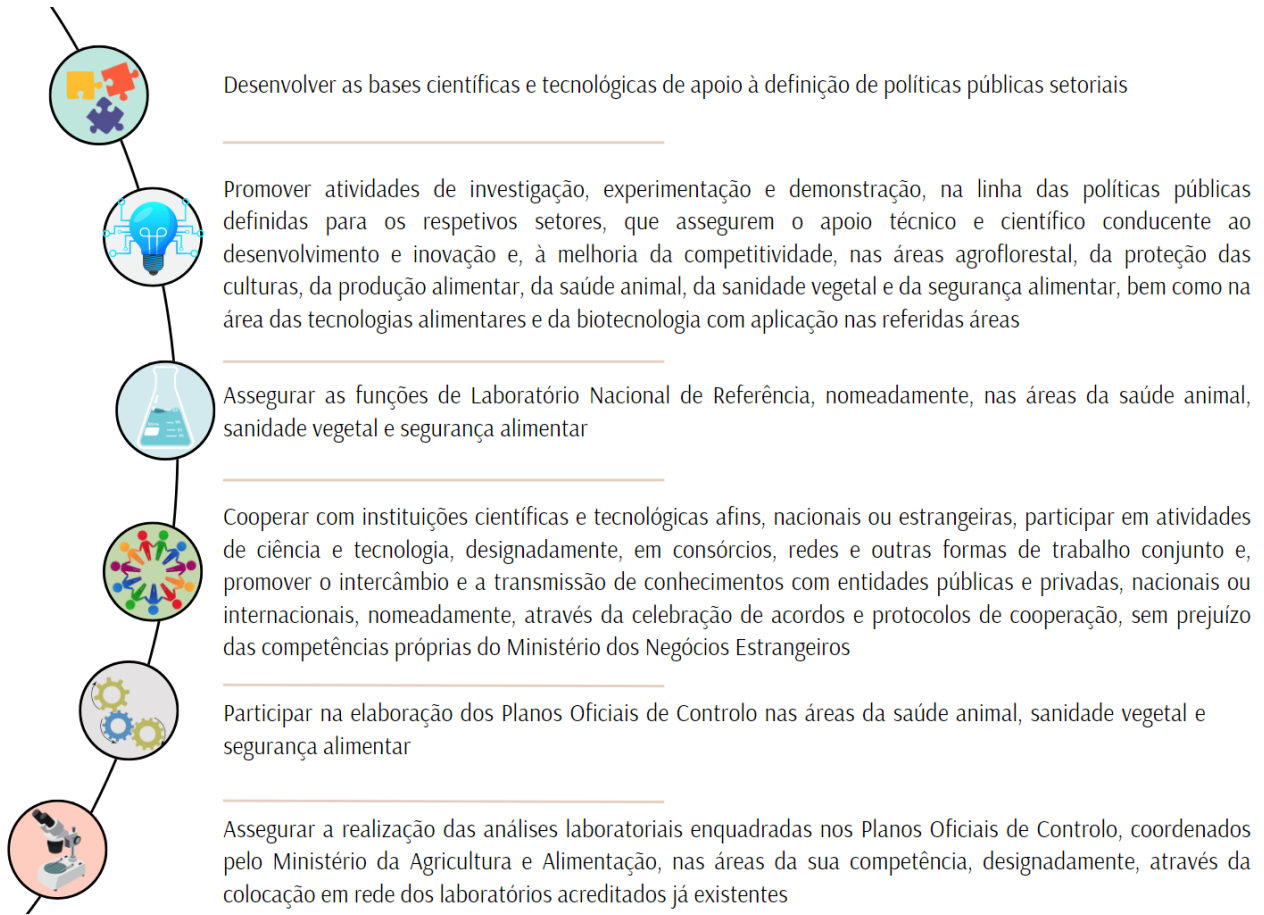 Desenvolver as bases científicas e tecnológicas de apoio à definição de políticas públicas setoriais
Promover atividades de investigação, experimentação e demonstração, na linha das políticas públicas
definidas para os respetivos setores, que assegurem o apoio técnico e científico conducente ao
desenvolvimento e inovação e, à melhoria da competitividade, nas áreas agroflorestal, da proteção das
culturas, da produção alimentar, da saúde animal, da sanidade vegetal e da segurança alimentar, bem como na
área das tecnologias alimentares e da biotecnologia com aplicação nas referidas áreas
Assegurar as funções de Laboratório Nacional de Referência, nomeadamente, nas áreas da saúde animal,
sanidade vegetal e segurança alimentar
Cooperar com instituições científicas e tecnológicas afins, nacionais ou estrangeiras, participar em atividades
de ciência e tecnologia, designadamente, em consórcios, redes e outras formas de trabalho conjunto e,
promover o intercâmbio e a transmissão de conhecimentos com entidades públicas e privadas, nacionais ou
internacionais, nomeadamente, através da celebração de acordos e protocolos de cooperação, sem prejuízo
das competências próprias do Ministério dos Negócios Estrangeiros
Participar na elaboração dos Planos Oficiais de Controlo nas áreas da saúde animal, sanidade vegetal e
segurança alimentar
Assegurar a realização das análises laboratoriais enquadradas nos Planos Oficiais de Controlo, coordenados
pelo Ministério da Agricultura e Alimentação, nas áreas da sua competência, designadamente, através da
colocação em rede dos laboratórios acreditados já existentes